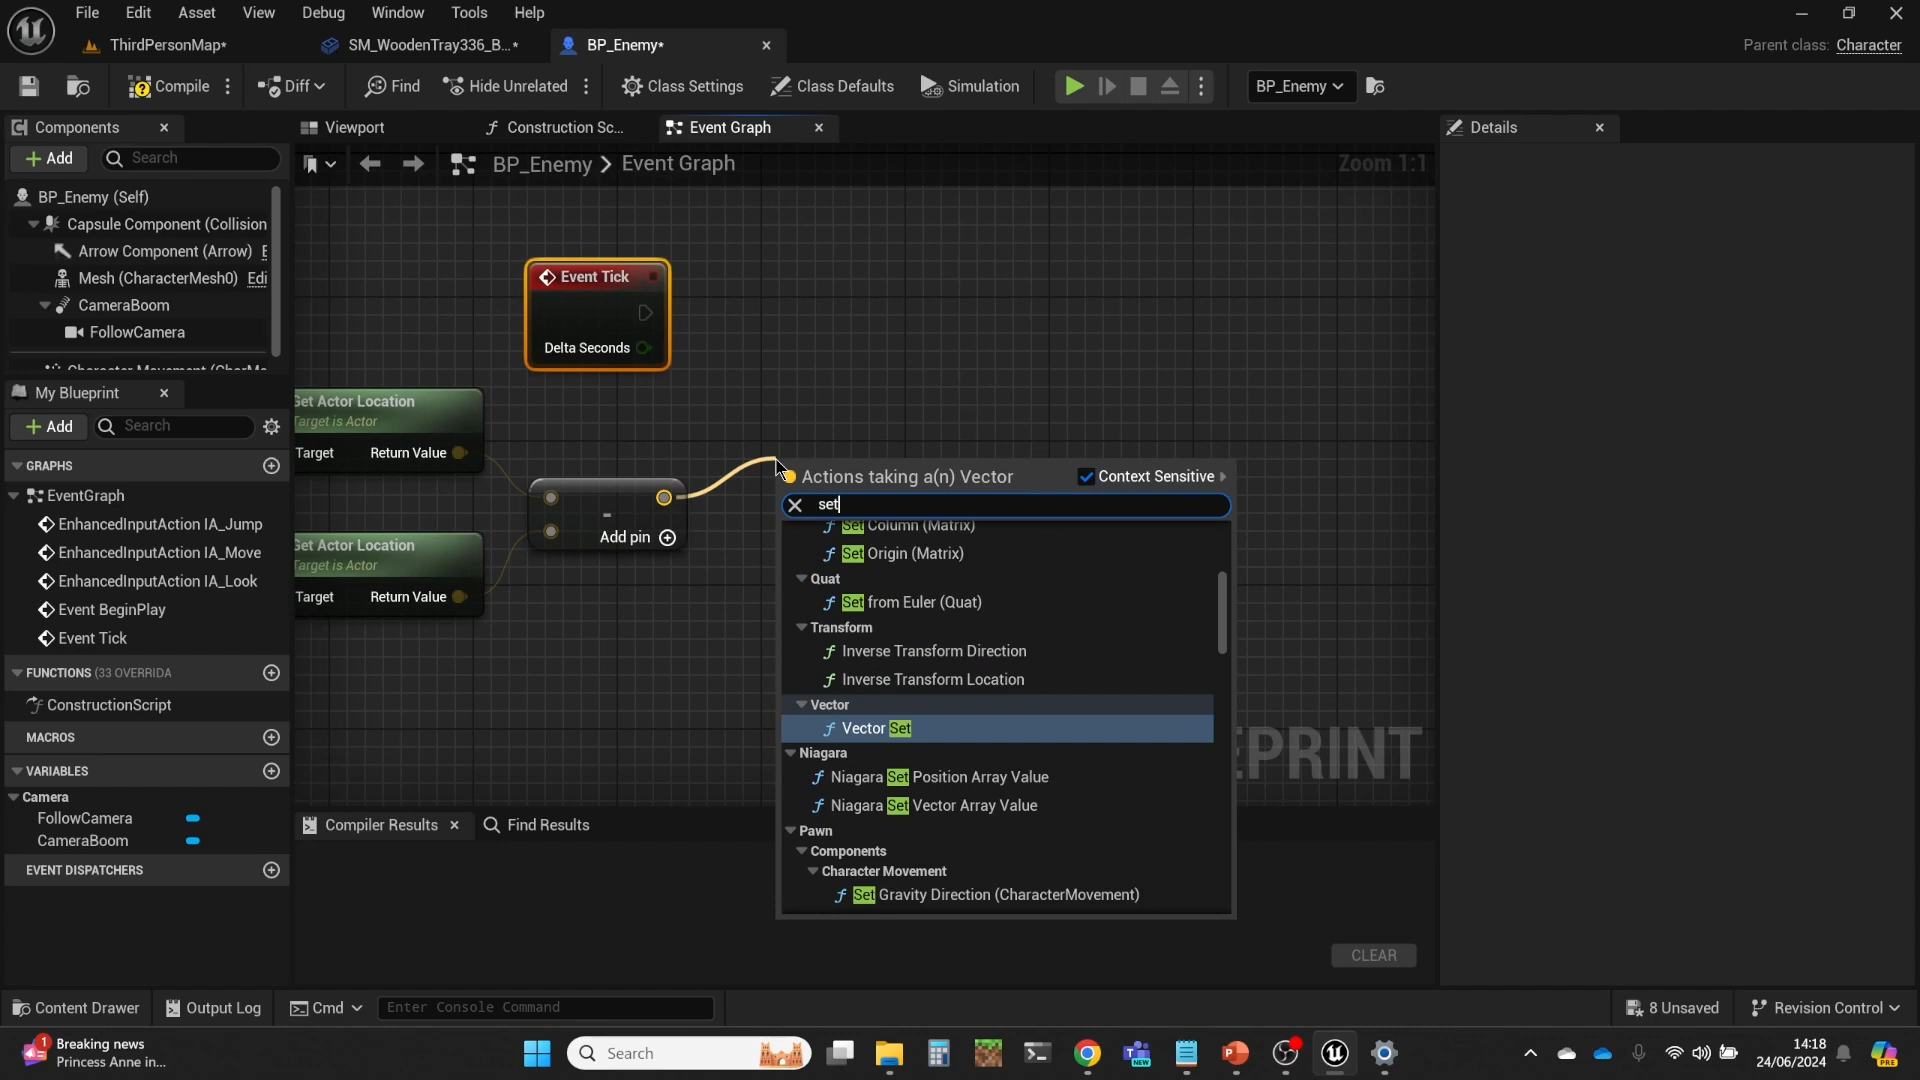 File Edit Asset View Debug Window Tools Help
ThirdPersonMap* SM_WoodenTray336_B...* BP_Enemy* Parent class: Character
Compile Diff Find Hide Unrelated Class Settings Class Defaults Simulation BP_Enemy
Components Viewport Construction Sc... Event Graph Details
Add Search BP_Enemy > Event Graph Zoom 1:1
BP_Enemy (Self)
Capsule Component (Collision
Arrow Component (Arrow) E
Mesh (CharacterMesh0) Edi
CameraBoom
FollowCamera
My Blueprint
Add Search
GRAPHS
EventGraph
EnhancedInputAction IA_Jump
EnhancedInputAction IA_Move
EnhancedInputAction IA_Look
Event BeginPlay
Event Tick
FUNCTIONS (33 OVERRIDA
ConstructionScript
MACROS
VARIABLES
Camera
FollowCamera
CameraBoom
EVENT DISPATCHERS
Event Tick
Delta Seconds
Get Actor Location
Target is Actor
Target Return Value
-
Add pin
Get Actor Location
Target is Actor
Target Return Value
Actions taking a(n) Vector Context Sensitive
set
Set Column (Matrix)
Set Origin (Matrix)
Quat
Set from Euler (Quat)
Transform
Inverse Transform Direction
Inverse Transform Location
Vector
Vector Set
Niagara
Niagara Set Position Array Value
Niagara Set Vector Array Value
Pawn
Components
Character Movement
Set Gravity Direction (CharacterMovement)
EPRINT
Compiler Results Find Results
CLEAR
Content Drawer Output Log Cmd Enter Console Command 8 Unsaved Revision Control
1 Breaking news
Princess Anne in...
Search
NEW
14:18
24/06/2024
PRE